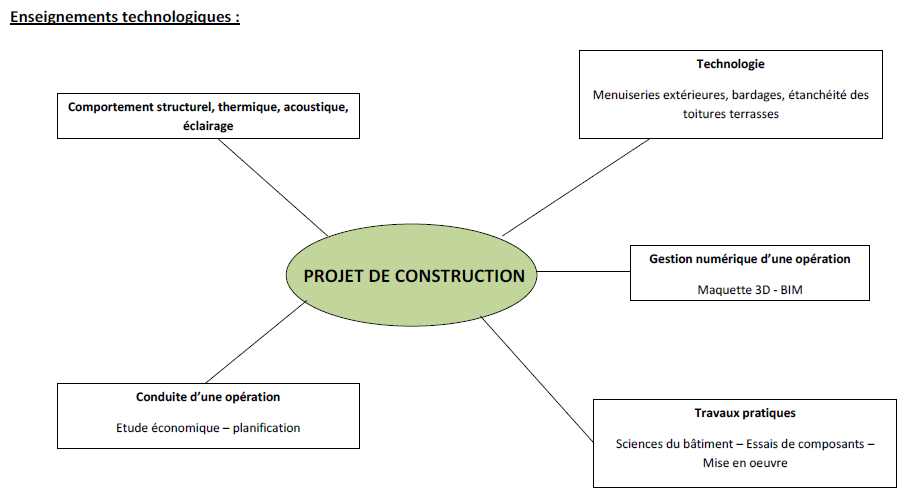 Enseignements technologiques :
Technologie
Menuiseries extérieures, bardages, étanchéité des
toitures terrasses
Comportement structurel, thermique, acoustique,
éclairage
PROJET DE CONSTRUCTION
Gestion numérique d'une opération
Maquette 3D - BIM
Conduite d'une opération
Etude économique – planification
Travaux pratiques
Sciences du bâtiment – Essais de composants –
Mise en oeuvre